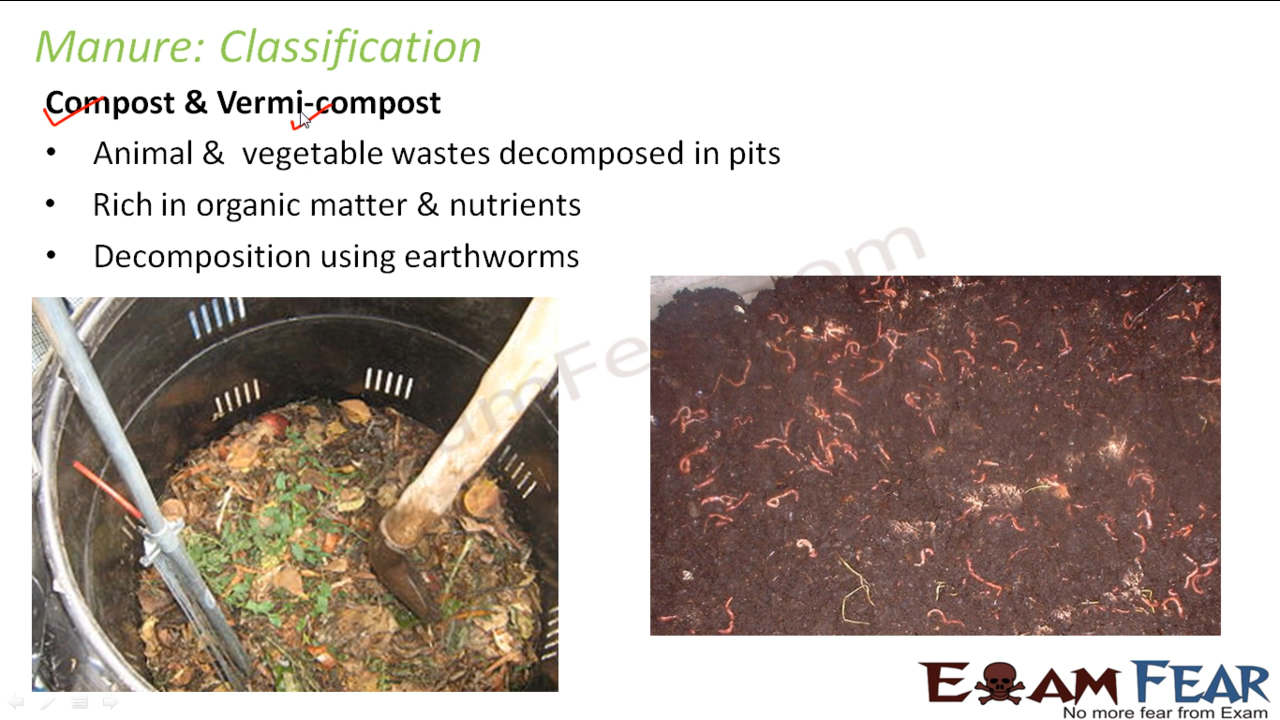 Manure: Classification
Compost & Vermi-compost
• Animal & vegetable wastes decomposed in pits
• Rich in organic matter & nutrients
• Decomposition using earthworms
EXAM FEAR
No more fear from Exam